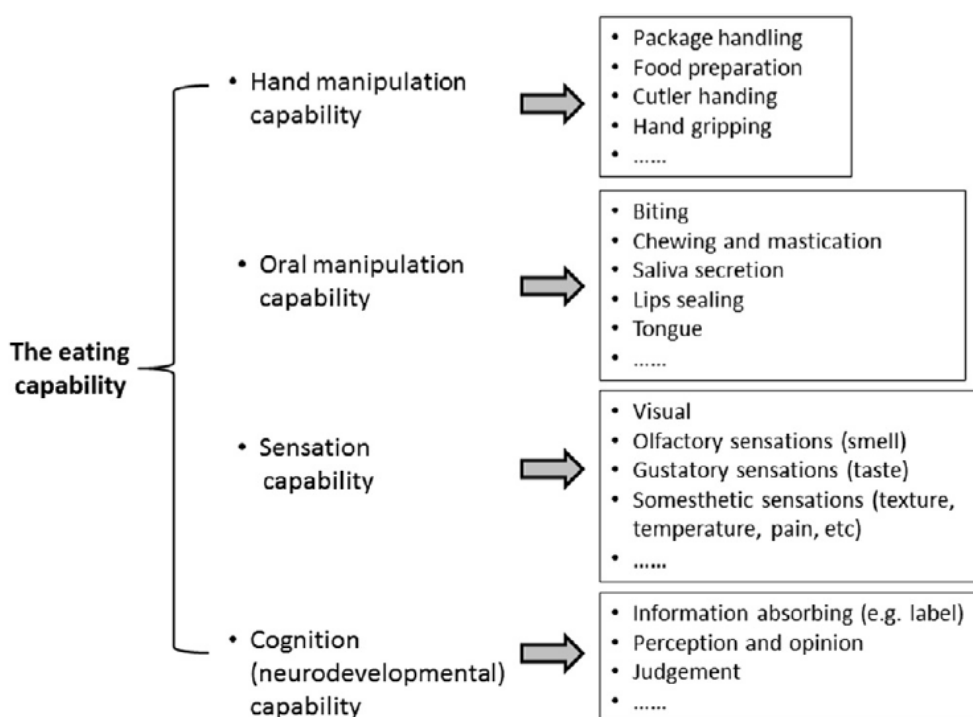 The eating
capability
• Hand manipulation
capability
• Package handling
• Food preparation
• Cutler handing
• Hand gripping
• ......
• Oral manipulation
capability
• Biting
• Chewing and mastication
• Saliva secretion
• Lips sealing
• Tongue
• ......
• Sensation
capability
• Visual
• Olfactory sensations (smell)
• Gustatory sensations (taste)
• Somesthetic sensations (texture,
temperature, pain, etc)
• ......
• Cognition
(neurodevelopmental)
capability
• Information absorbing (e.g. label)
• Perception and opinion
• Judgement
• ......